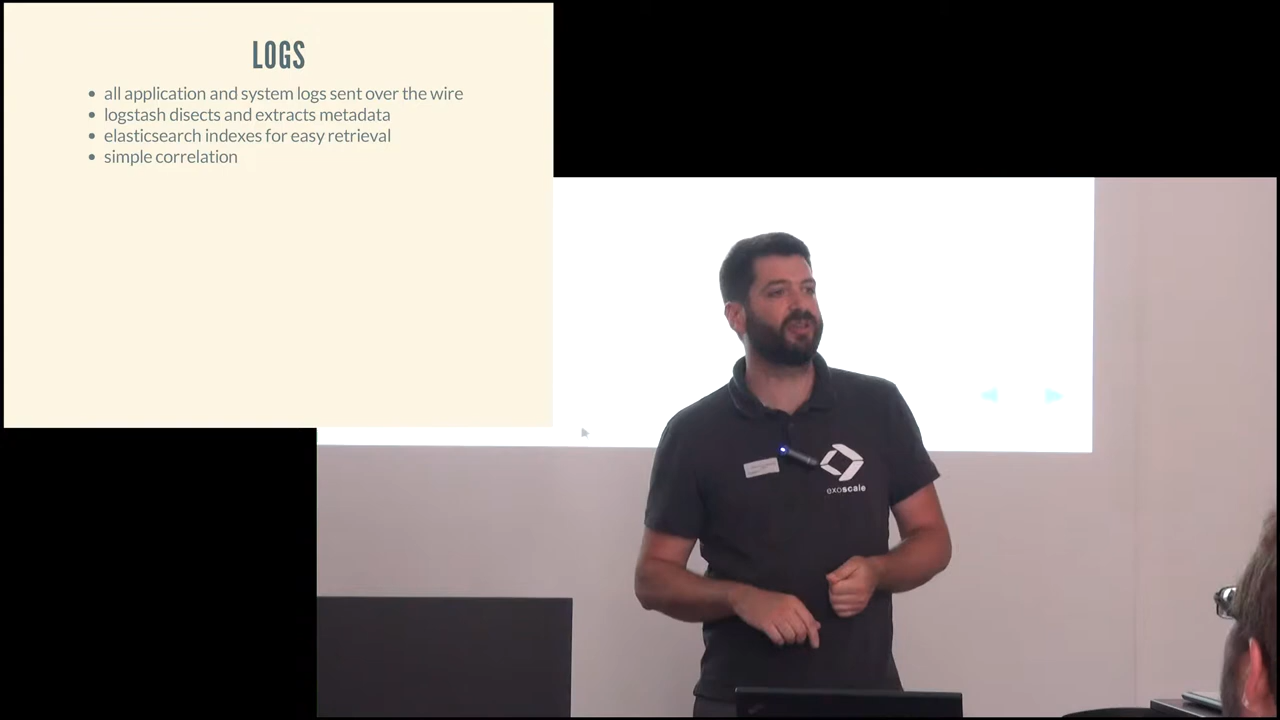 LOGS
all application and system logs sent over the wire
logstash disects and extracts metadata
elasticsearch indexes for easy retrieval
simple correlation
exoscale